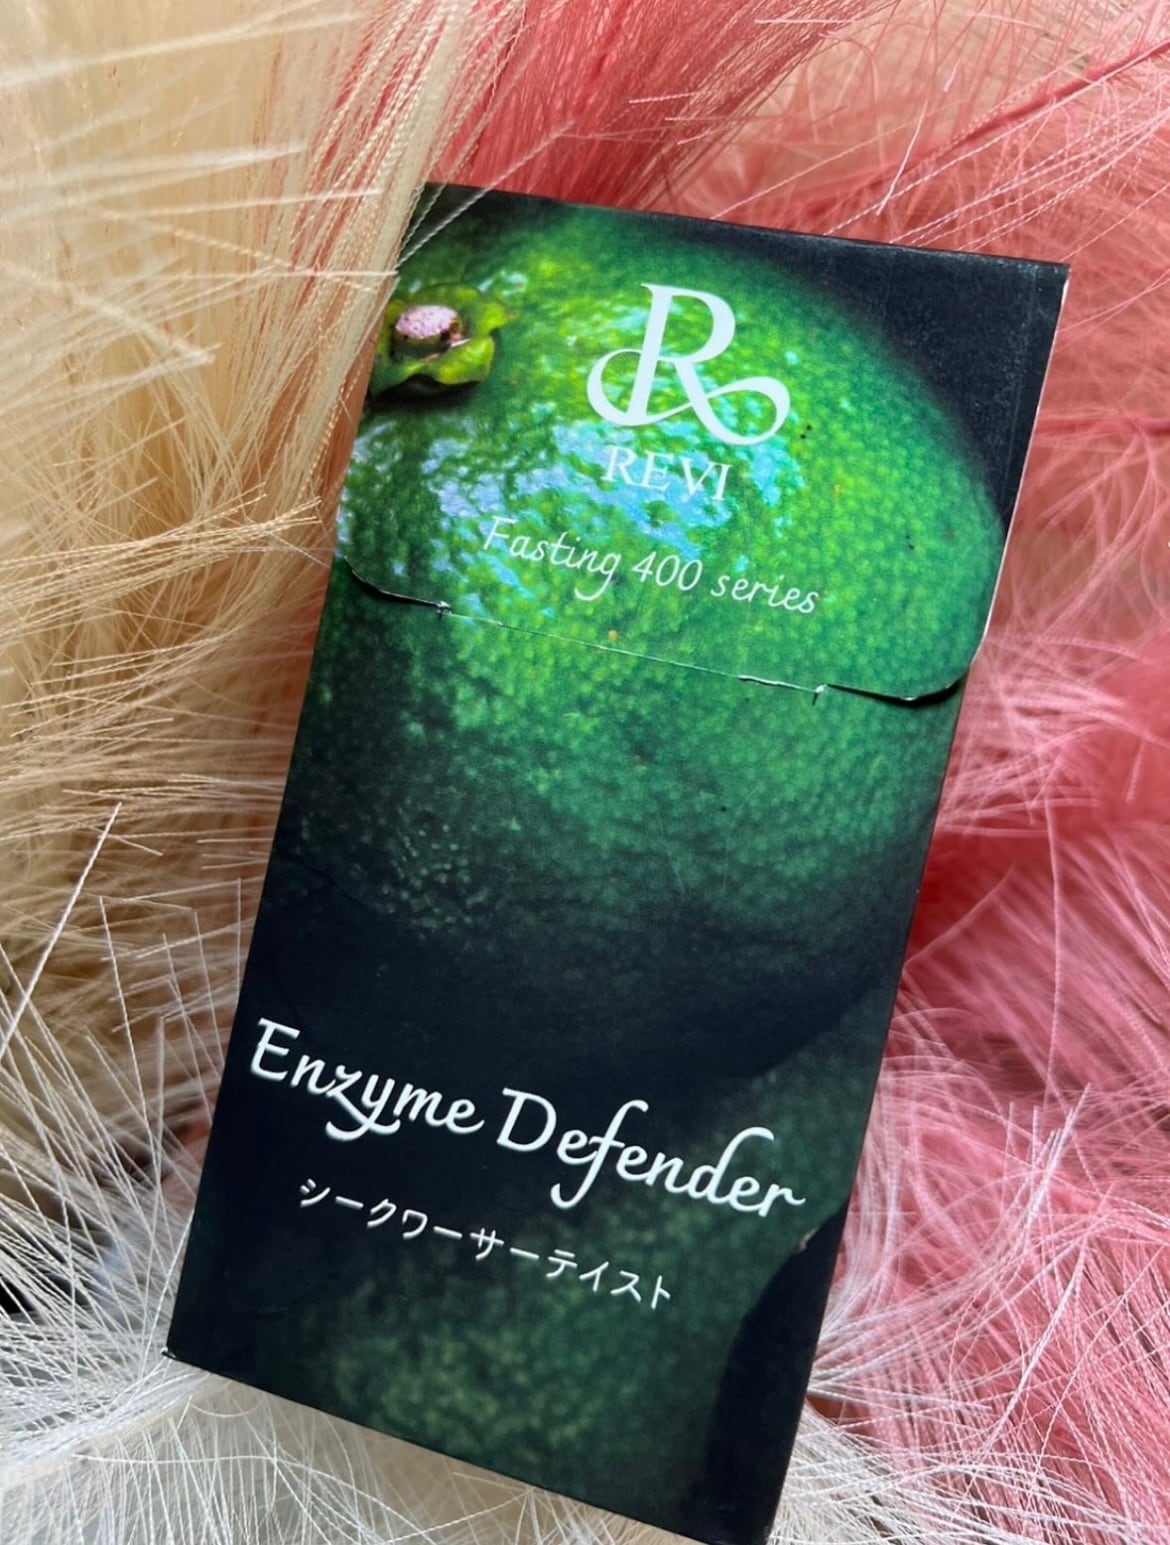 R
REVI
Fasting 400 series
Enzyme Defender
シークワーサーテイスト